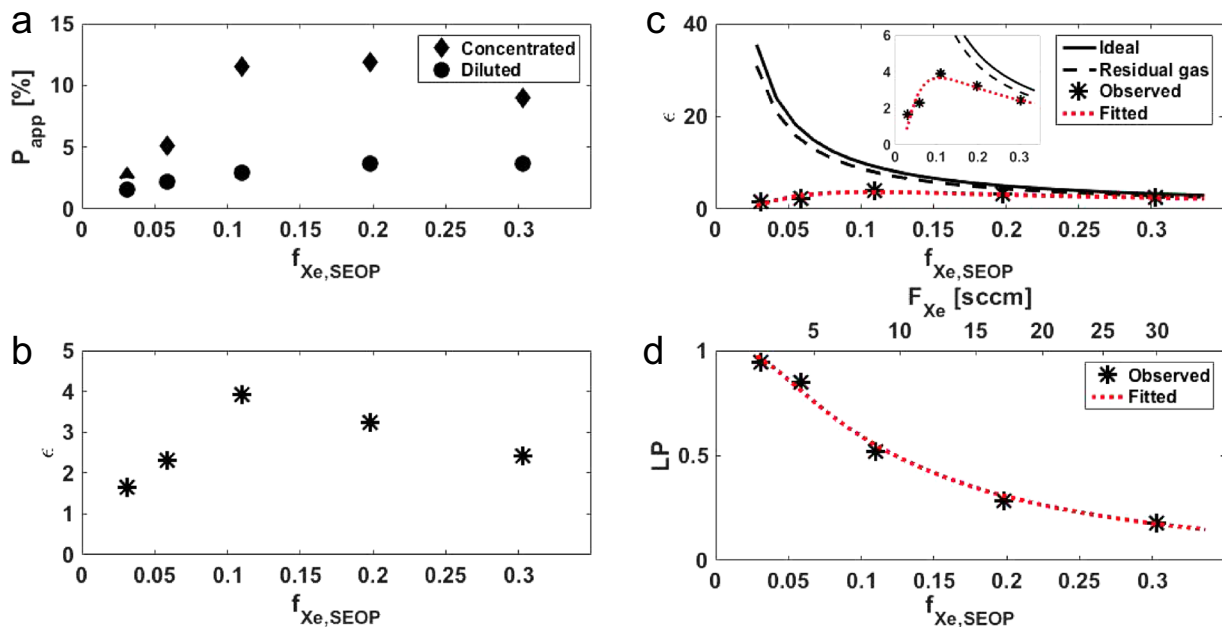 a
15
10
5
0
P_app [%]
Concentrated
Diluted
0 0.05 0.1 0.15 0.2 0.25 0.3
f_Xe,SEOP
b
5
4
3
2
1
0
ϵ
0 0.05 0.1 0.15 0.2 0.25 0.3
f_Xe,SEOP
c
40
20
0
ϵ
6
4
2
0
0 0.1 0.2 0.3
Ideal
Residual gas
Observed
Fitted
0 0.05 0.1 0.15 0.2 0.25 0.3
f_Xe,SEOP
d
F_Xe [sccm]
5 10 15 20 25 30
1
0.5
0
LP
Observed
Fitted
0 0.05 0.1 0.15 0.2 0.25 0.3
f_Xe,SEOP